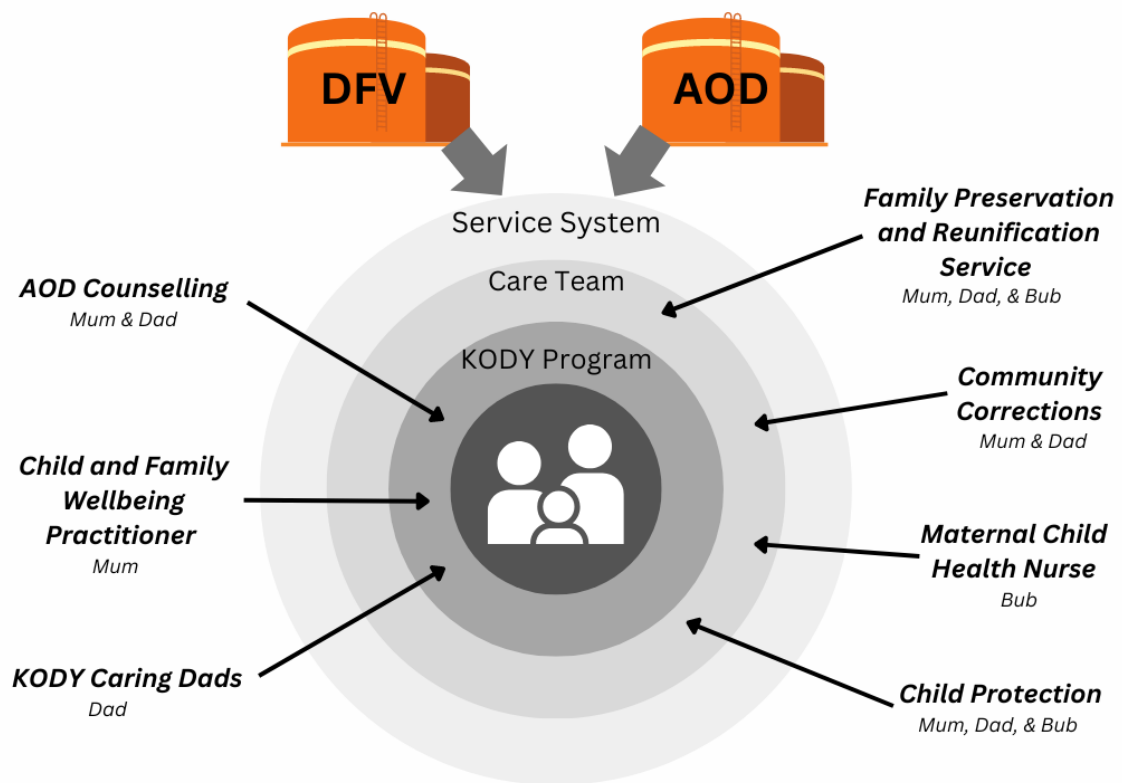 DFV
AOD
Service System
Care Team
KODY Program
AOD Counselling
Mum & Dad
Child and Family
Wellbeing
Practitioner
Mum
KODY Caring Dads
Dad
Family Preservation
and Reunification
Service
Mum, Dad, & Bub
Community
Corrections
Mum & Dad
Maternal Child
Health Nurse
Bub
Child Protection
Mum, Dad, & Bub